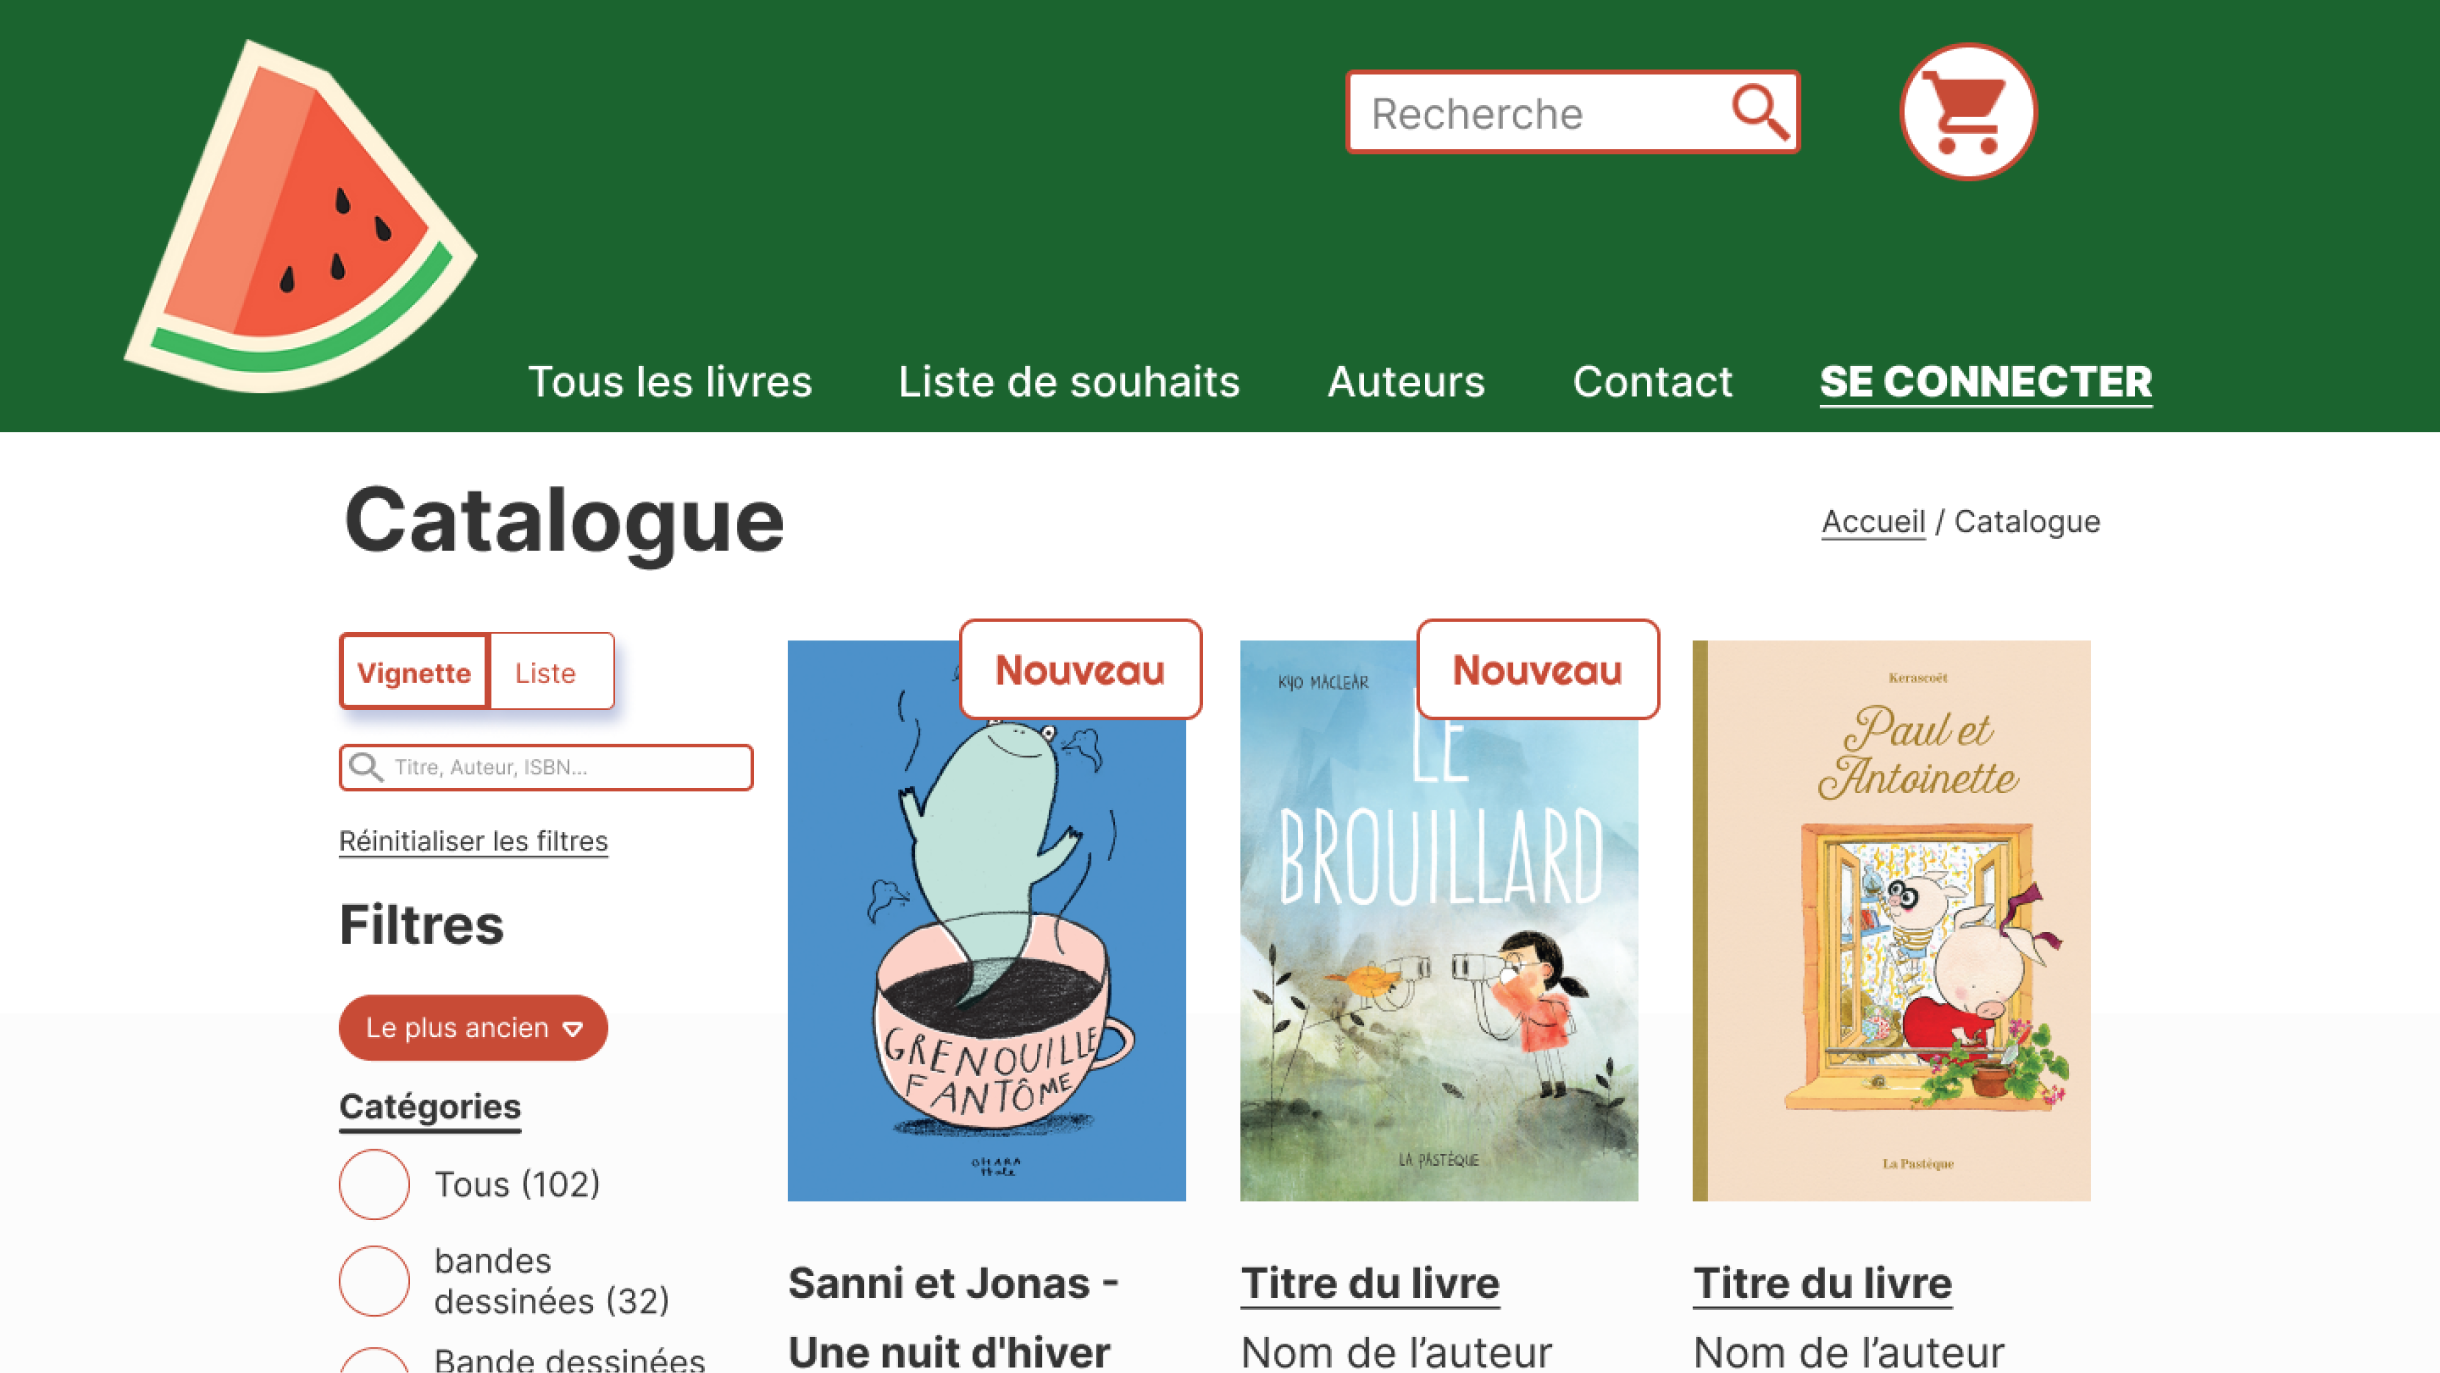 Recherche
Tous les livres
Liste de souhaits
Auteurs
Contact
SE CONNECTER
Catalogue
Accueil / Catalogue
Vignette
Liste
Titre, Auteur, ISBN...
Réinitialiser les filtres
Filtres
Le plus ancien
Catégories
Tous (102)
bandes
dessinées (32)
Bande dessinées
Nouveau
GRENOUILLE
FANTÔME
OHARA
Hale
Sanni et Jonas -
Une nuit d'hiver
Nouveau
KYO MACLEAR
LE
BROUILLARD
LA PASTÈQUE
Titre du livre
Nom de l’auteur
Kerascoët
Paul et
Antoinette
La Pastèque
Titre du livre
Nom de l’auteur